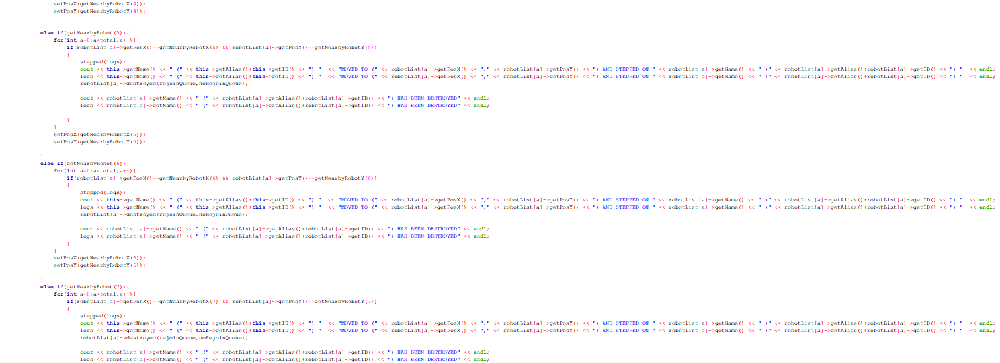 setPosX(getNearbyRobotX(4));
setPosY(getNearbyRobotY(4));
}
else if(getNearbyRobot(5)){
for(int a=0;a<total;a++){
if(robotList[a]->getPosX()==getNearbyRobotX(5) && robotList[a]->getPosY()==getNearbyRobotY(5))
{
stepped(logs);
cout << this->getName() << " (" << this->getAlias()+this->getID() << ") "  << "MOVED TO (" << robotList[a]->getPosX() << "," << robotList[a]->getPosY() << ") AND STEPPED ON " << robotList[a]->getName() << " (" << robotList[a]->getAlias()+robotList[a]->getID() << ") "  << endl;
logs << this->getName() << " (" << this->getAlias()+this->getID() << ") "  << "MOVED TO (" << robotList[a]->getPosX() << "," << robotList[a]->getPosY() << ") AND STEPPED ON " << robotList[a]->getName() << " (" << robotList[a]->getAlias()+robotList[a]->getID() << ") "  << endl;
robotList[a]->destroyed(rejoinQueue,noRejoinQueue);
cout << robotList[a]->getName() << " (" << robotList[a]->getAlias()+robotList[a]->getID() << ") HAS BEEN DESTROYED" << endl;
logs << robotList[a]->getName() << " (" << robotList[a]->getAlias()+robotList[a]->getID() << ") HAS BEEN DESTROYED" << endl;
}
}
setPosX(getNearbyRobotX(5));
setPosY(getNearbyRobotY(5));
}
else if(getNearbyRobot(6)){
for(int a=0;a<total;a++){
if(robotList[a]->getPosX()==getNearbyRobotX(6) && robotList[a]->getPosY()==getNearbyRobotY(6))
{
stepped(logs);
cout << this->getName() << " (" << this->getAlias()+this->getID() << ") "  << "MOVED TO (" << robotList[a]->getPosX() << "," << robotList[a]->getPosY() << ") AND STEPPED ON " << robotList[a]->getName() << " (" << robotList[a]->getAlias()+robotList[a]->getID() << ") "  << endl;
logs << this->getName() << " (" << this->getAlias()+this->getID() << ") "  << "MOVED TO (" << robotList[a]->getPosX() << "," << robotList[a]->getPosY() << ") AND STEPPED ON " << robotList[a]->getName() << " (" << robotList[a]->getAlias()+robotList[a]->getID() << ") "  << endl;
robotList[a]->destroyed(rejoinQueue,noRejoinQueue);
cout << robotList[a]->getName() << " (" << robotList[a]->getAlias()+robotList[a]->getID() << ") HAS BEEN DESTROYED" << endl;
logs << robotList[a]->getName() << " (" << robotList[a]->getAlias()+robotList[a]->getID() << ") HAS BEEN DESTROYED" << endl;
}
}
setPosX(getNearbyRobotX(6));
setPosY(getNearbyRobotY(6));
}
else if(getNearbyRobot(7)){
for(int a=0;a<total;a++){
if(robotList[a]->getPosX()==getNearbyRobotX(7) && robotList[a]->getPosY()==getNearbyRobotY(7))
{
stepped(logs);
cout << this->getName() << " (" << this->getAlias()+this->getID() << ") "  << "MOVED TO (" << robotList[a]->getPosX() << "," << robotList[a]->getPosY() << ") AND STEPPED ON " << robotList[a]->getName() << " (" << robotList[a]->getAlias()+robotList[a]->getID() << ") "  << endl;
logs << this->getName() << " (" << this->getAlias()+this->getID() << ") "  << "MOVED TO (" << robotList[a]->getPosX() << "," << robotList[a]->getPosY() << ") AND STEPPED ON " << robotList[a]->getName() << " (" << robotList[a]->getAlias()+robotList[a]->getID() << ") "  << endl;
robotList[a]->destroyed(rejoinQueue,noRejoinQueue);
cout << robotList[a]->getName() << " (" << robotList[a]->getAlias()+robotList[a]->getID() << ") HAS BEEN DESTROYED" << endl;
logs << robotList[a]->getName() << " (" << robotList[a]->getAlias()+robotList[a]->getID() << ") HAS BEEN DESTROYED" << endl;